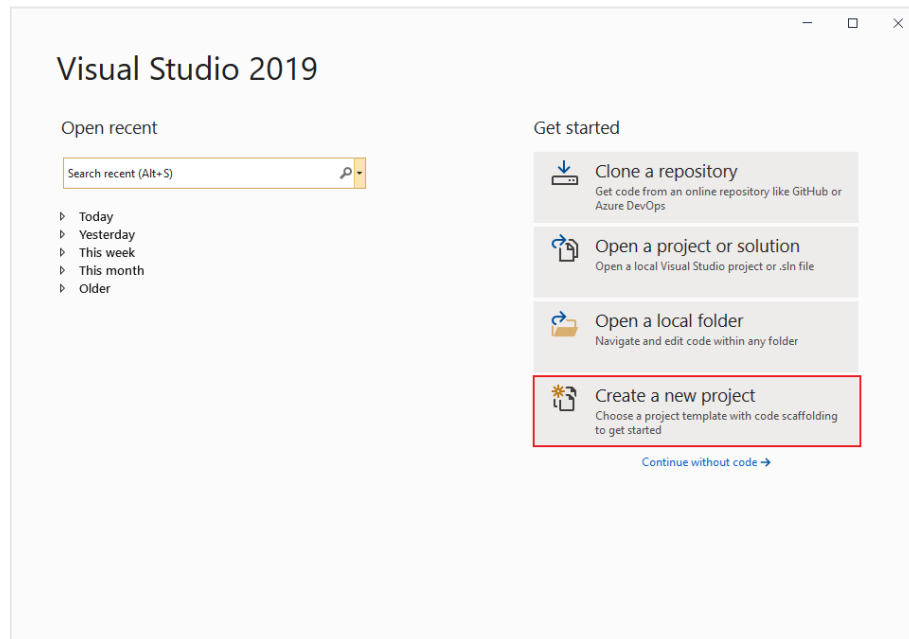 Visual Studio 2019
Open recent
Search recent (Alt+S)
Today
Yesterday
This week
This month
Older
Get started
Clone a repository
Get code from an online repository like GitHub or
Azure DevOps
Open a project or solution
Open a local Visual Studio project or .sln file
Open a local folder
Navigate and edit code within any folder
Create a new project
Choose a project template with code scaffolding
to get started
Continue without code →